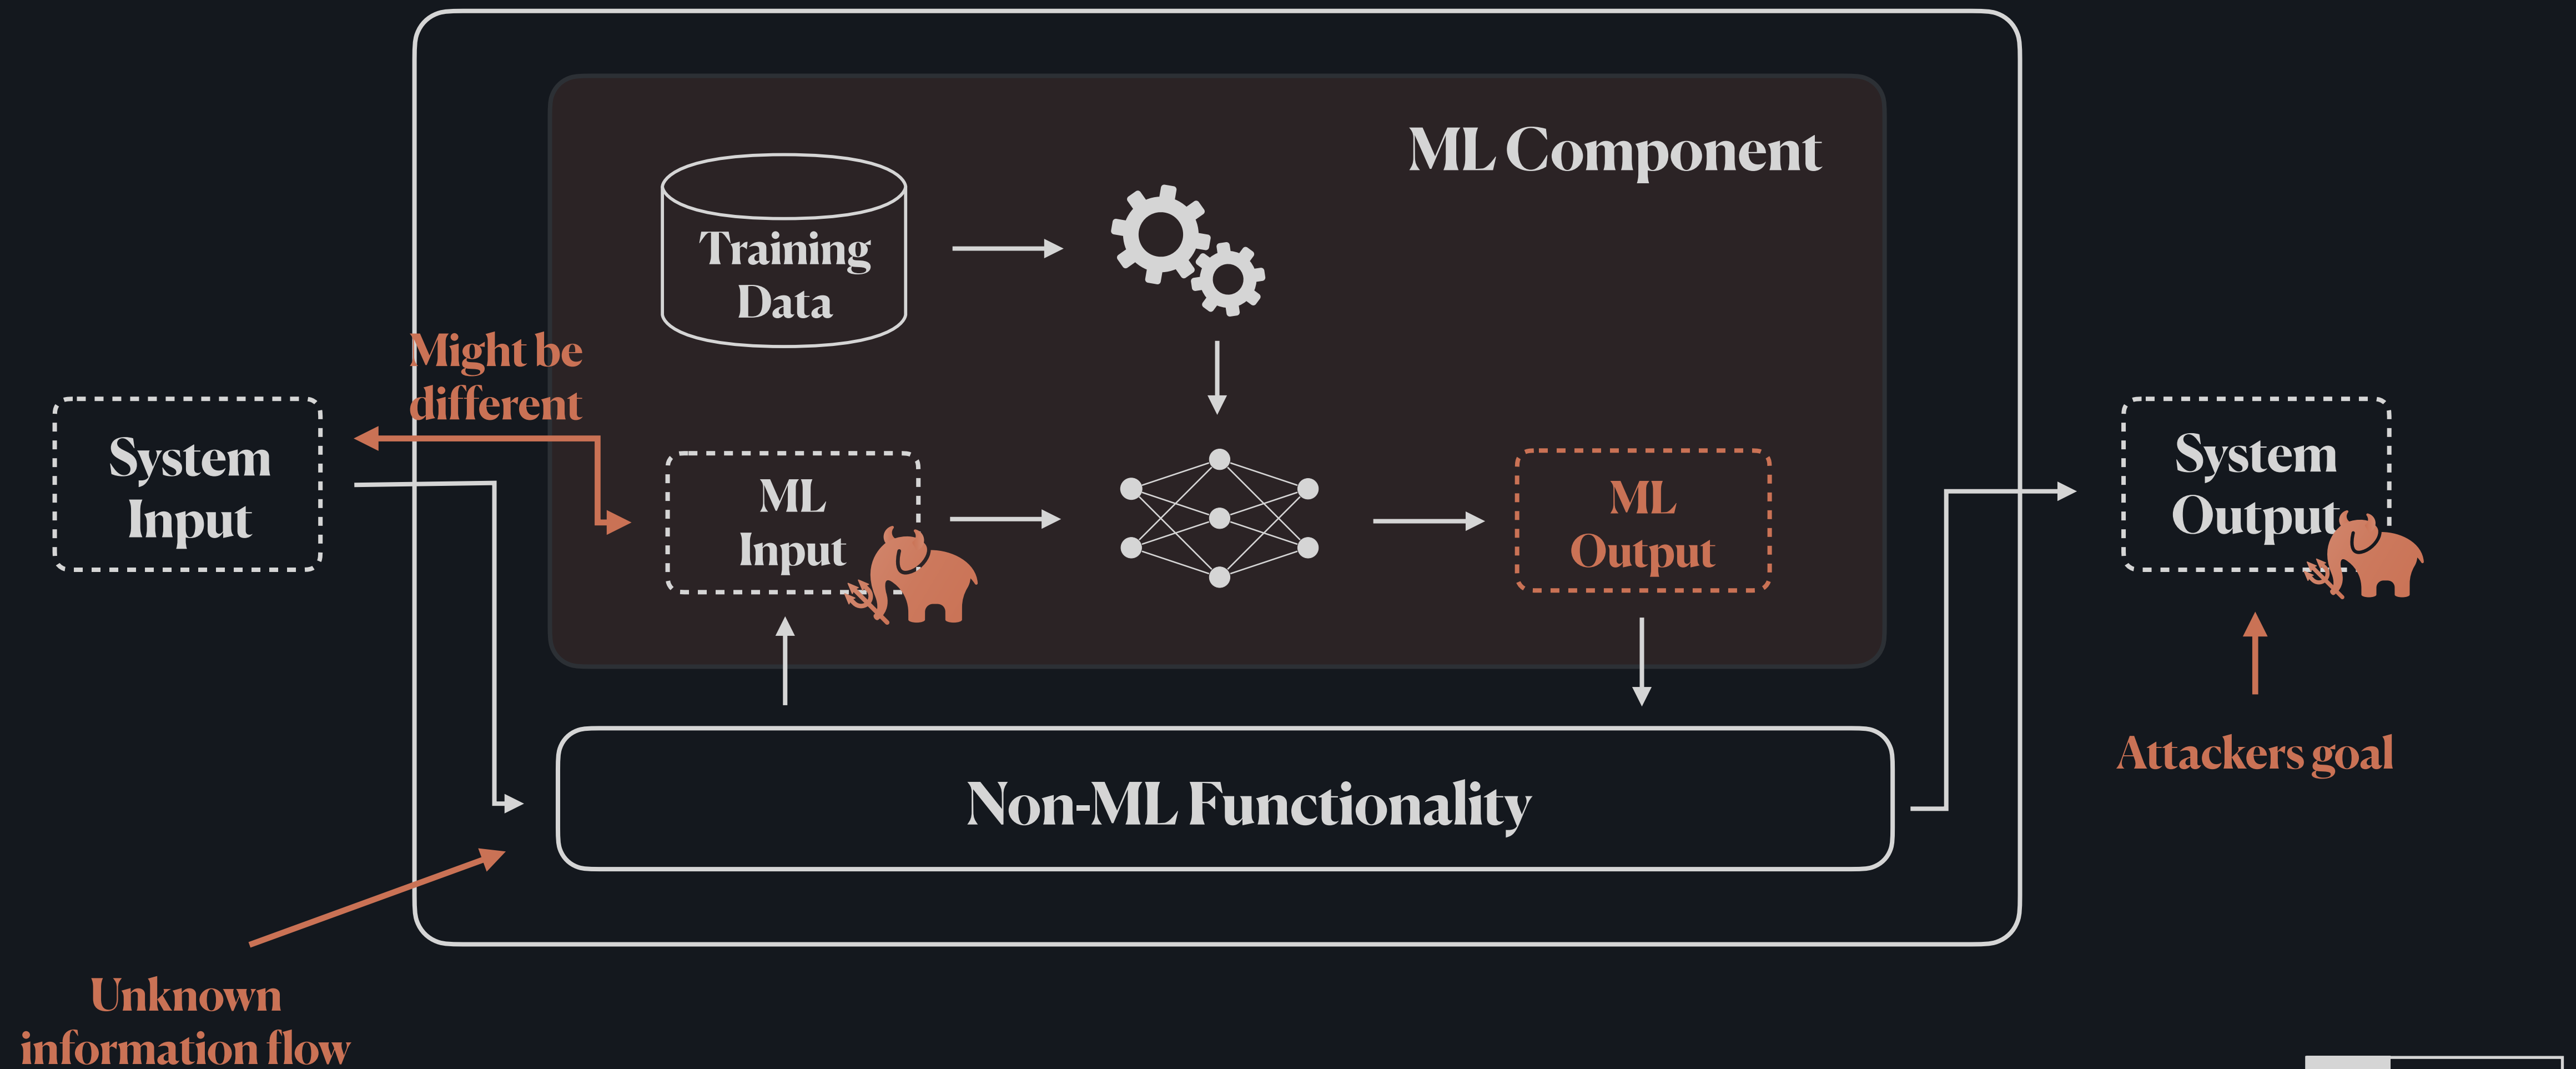 ML Component
Training
Data
Might be
different
System
Input
ML
Input
ML
Output
System
Output
Attackers goal
Non-ML Functionality
Unknown
information flow